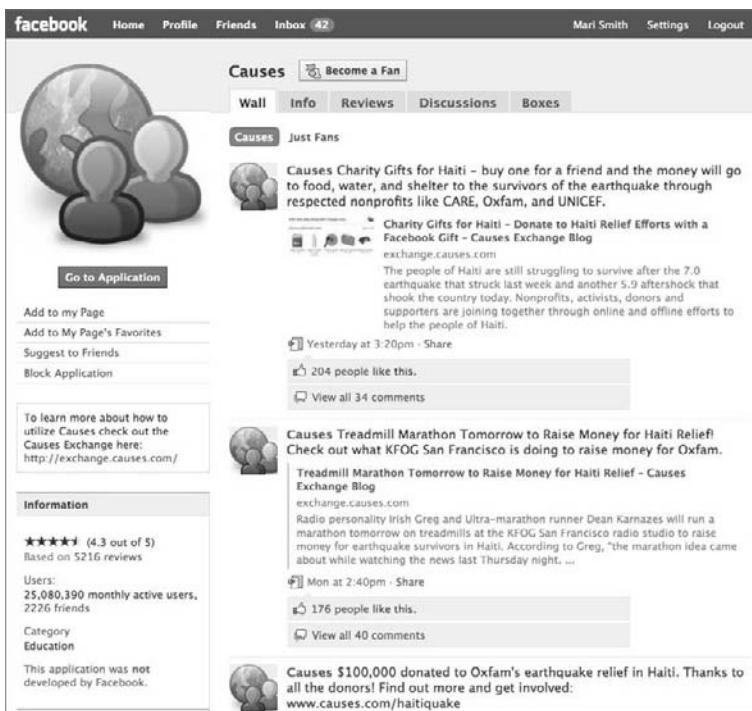 facebook Home Profile Friends Inbox 42 Mari Smith Settings Logout
Causes Become a Fan
Wall Info Reviews Discussions Boxes
Causes Just Fans
Go to Application
Add to my Page
Add to My Page's Favorites
Suggest to Friends
Block Application
To learn more about how to
utilize Causes check out the
Causes Exchange here:
http://exchange.causes.com/
Information
(4.3 out of 5)
Based on 5216 reviews
Users:
25,080,390 monthly active users,
2226 friends
Category
Education
This application was not
developed by Facebook.
Causes Charity Gifts for Haiti – buy one for a friend and the money will go
to food, water, and shelter to the survivors of the earthquake through
respected nonprofits like CARE, Oxfam, and UNICEF.
Charity Gifts for Haiti – Donate to Haiti Relief Efforts with a
Facebook Gift – Causes Exchange Blog
exchange.causes.com
The people of Haiti are still struggling to survive after the 7.0
earthquake that struck last week and another 5.9 aftershock that
shook the country today. Nonprofits, activists, donors and
supporters are joining together through online and offline efforts to
help the people of Haiti.
Yesterday at 3:20pm · Share
204 people like this.
View all 34 comments
Causes Treadmill Marathon Tomorrow to Raise Money for Haiti Relief!
Check out what KFOG San Francisco is doing to raise money for Oxfam.
Treadmill Marathon Tomorrow to Raise Money for Haiti Relief – Causes
Exchange Blog
exchange.causes.com
Radio personality Irish Greg and Ultra-marathon runner Dean Karnazes will run a
marathon tomorrow on treadmills at the KFOG San Francisco radio studio to raise
money for earthquake survivors in Haiti. According to Greg, "the marathon idea came
about while watching the news last Thursday night. ...
Mon at 2:40pm · Share
176 people like this.
View all 40 comments
Causes $100,000 donated to Oxfam's earthquake relief in Haiti. Thanks to
all the donors! Find out more and get involved:
www.causes.com/haitiquake